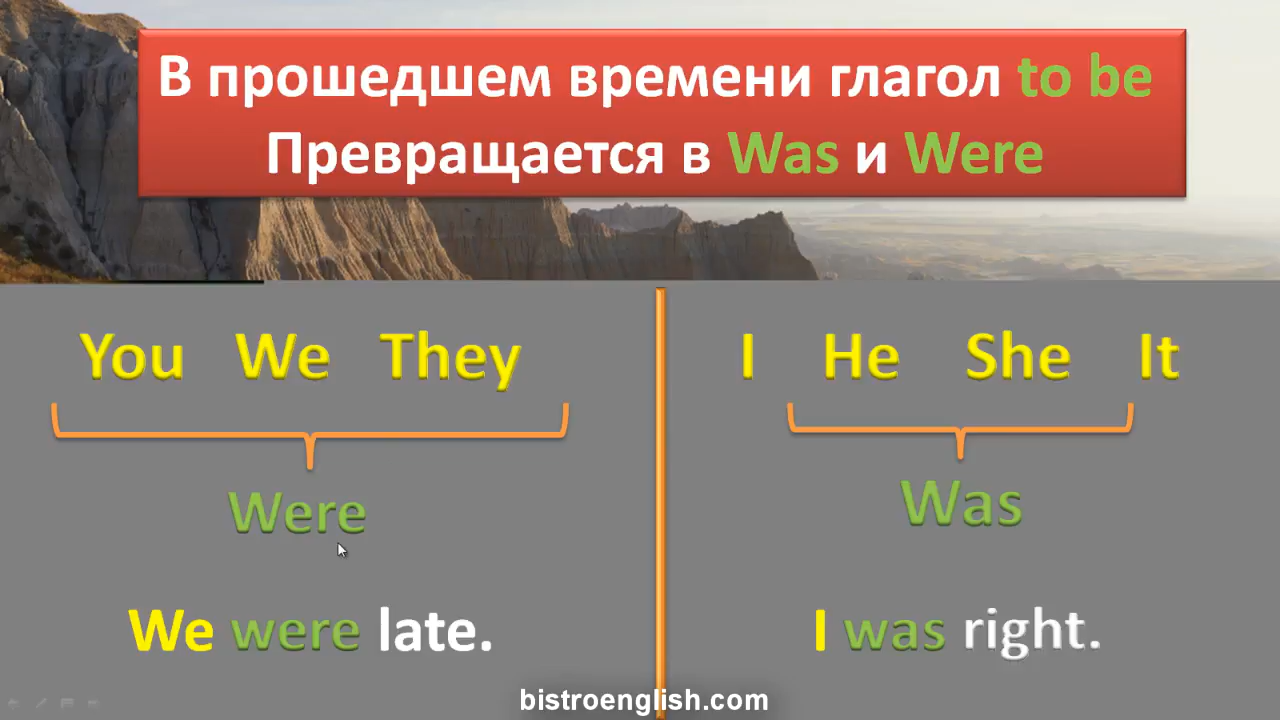 В прошедшем времени глагол to be
Превращается в Was и Were
You We They
Were
We were late.
I He She It
Was
I was right.
bistroenglish.com